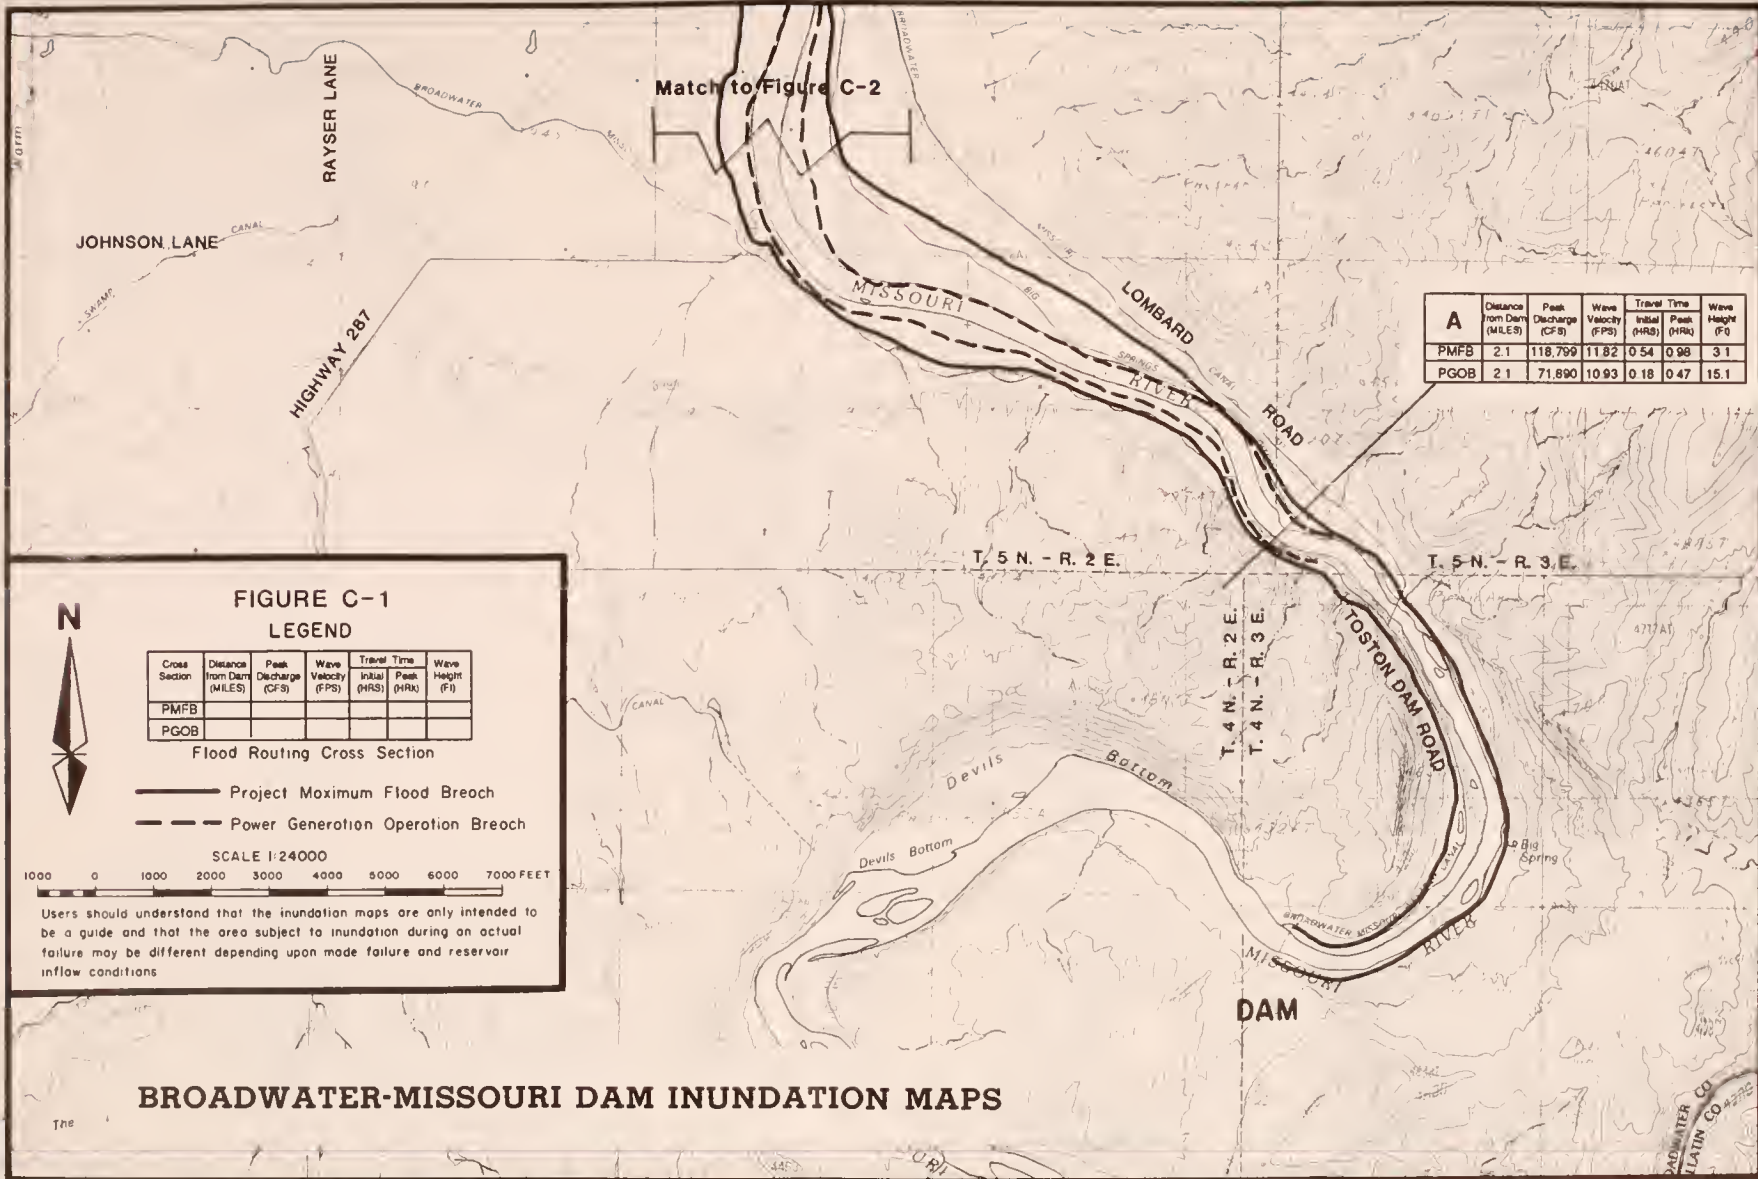 Match to Figure C-2
BROADWATER
RAYSER LANE
BROADWATER
JOHNSON LANE
CANAL
SWAMP
HIGHWAY 287
MISSOURI
BIG
LOMBARD
SPRINGS
RIVER
CANAL
ROAD
A
Distance from Dam (MILES)
Peak Discharge (CFS)
Wave Velocity (FPS)
Travel Time
Initial (HRS)
Peak (HRs)
Wave Height (Ft)
PMFB 2.1 118,799 11.82 0.54 0.98 3.1
PGOB 2.1 71,890 10.93 0.18 0.47 15.1
T. 5 N. - R. 2 E.
T. 5 N. - R. 3 E.
T. 4 N. - R. 2 E.
T. 4 N. - R. 3 E.
TOSTON DAM ROAD
4777AT
CANAL
Devils Bottom
Devils Bottom
Big
Spring
BROADWATER MISSOURI
CANAL
MISSOURI
RIVER
DAM
N
FIGURE C-1
LEGEND
Cross Section
Distance from Dam (MILES)
Peak Discharge (CFS)
Wave Velocity (FPS)
Travel Time
Initial (HRS)
Peak (HRs)
Wave Height (Ft)
PMFB
PGOB
Flood Routing Cross Section
Project Maximum Flood Breach
Power Generation Operation Breach
SCALE 1:24000
1000 0 1000 2000 3000 4000 5000 6000 7000 FEET
Users should understand that the inundation maps are only intended to
be a guide and that the area subject to inundation during an actual
failure may be different depending upon mode failure and reservoir
inflow conditions
BROADWATER-MISSOURI DAM INUNDATION MAPS
The